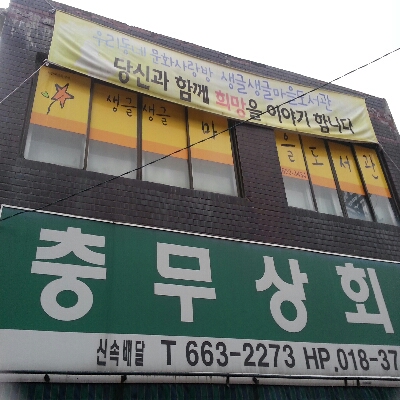 우리동네 문화사랑방 생글생글마을도서관
당신과 함께 희망을 이야기 합니다
생글생글 마을도서관
충무상회
신속배달 T 663-2273 HP.018-37